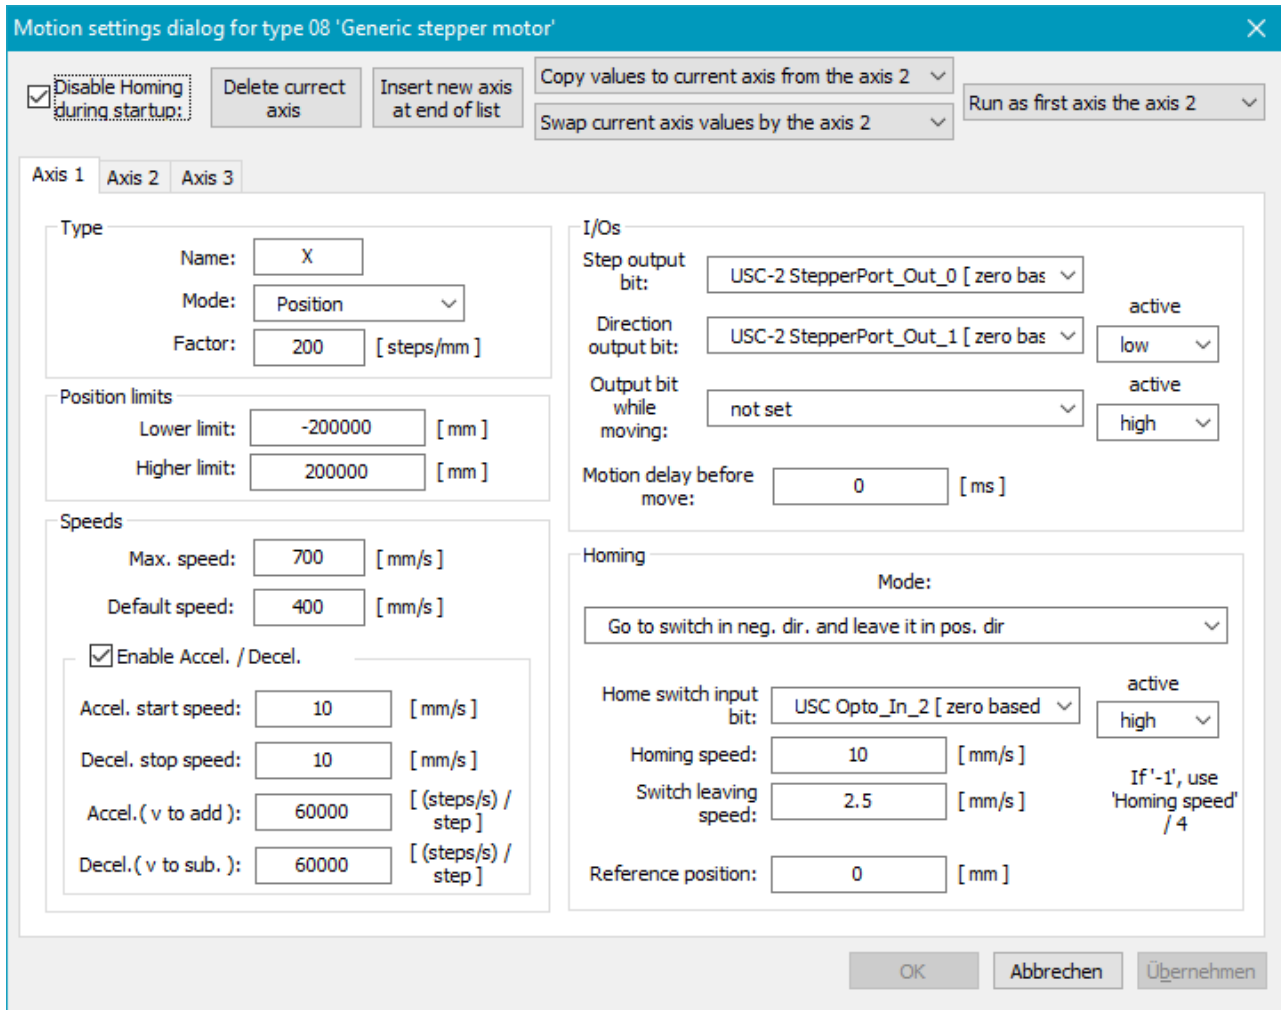 Motion settings dialog for type 08 'Generic stepper motor'
Disable Homing
during startup:
Delete currect
axis
Insert new axis
at end of list
Copy values to current axis from the axis 2
Swap current axis values by the axis 2
Run as first axis the axis 2
Axis 1
Axis 2
Axis 3
Type
Name:
X
Mode:
Position
Factor:
200
[ steps/mm ]
Position limits
Lower limit:
-200000
[ mm ]
Higher limit:
200000
[ mm ]
Speeds
Max. speed:
700
[ mm/s ]
Default speed:
400
[ mm/s ]
Enable Accel. / Decel.
Accel. start speed:
10
[ mm/s ]
Decel. stop speed:
10
[ mm/s ]
Accel.( v to add ):
60000
[ (steps/s) /
step ]
Decel.( v to sub. ):
60000
[ (steps/s) /
step ]
I/Os
Step output
bit:
USC-2 StepperPort_Out_0 [ zero bas
Direction
output bit:
USC-2 StepperPort_Out_1 [ zero bas
active
low
Output bit
while
moving:
not set
active
high
Motion delay before
move:
0
[ ms ]
Homing
Mode:
Go to switch in neg. dir. and leave it in pos. dir
Home switch input
bit:
USC Opto_In_2 [ zero based
active
high
Homing speed:
10
[ mm/s ]
Switch leaving
speed:
2.5
[ mm/s ]
If '-1', use
'Homing speed'
/ 4
Reference position:
0
[ mm ]
OK
Abbrechen
Übernehmen